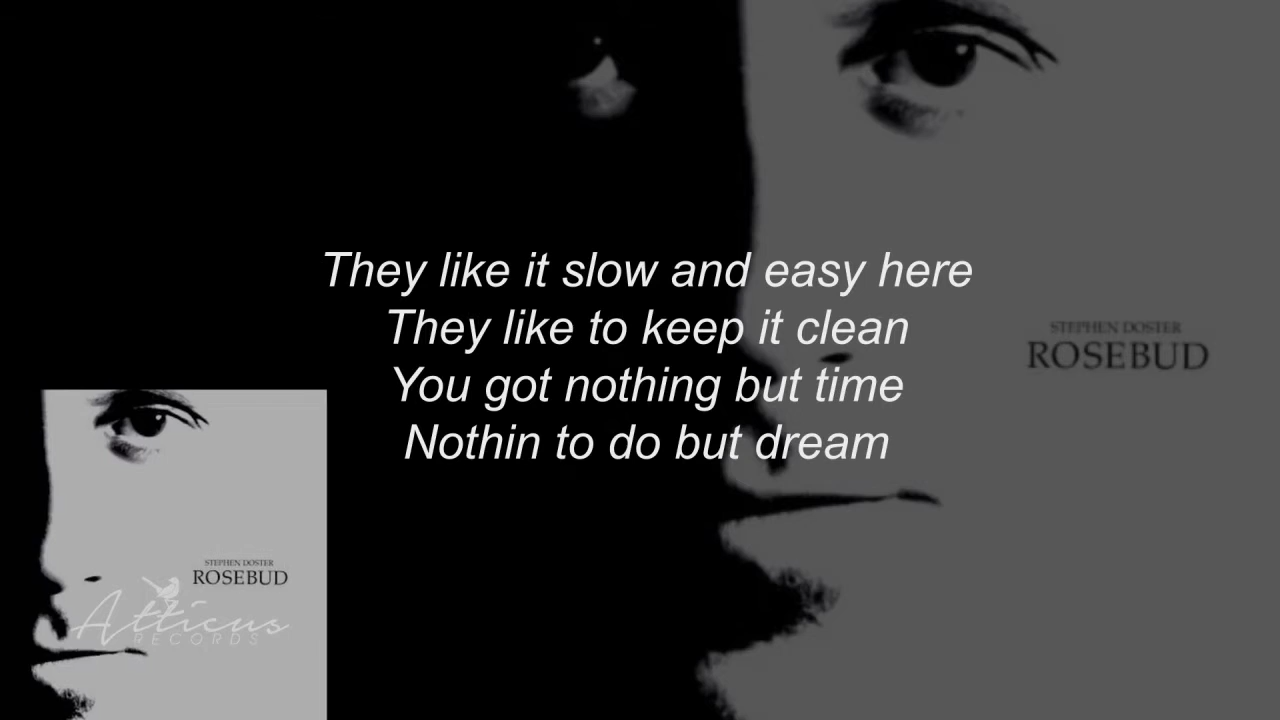 They like it slow and easy here
They like to keep it clean
You got nothing but time
Nothin to do but dream
STEPHEN DOSTER
ROSEBUD
STEPHEN DOSTER
ROSEBUD
Atticus
RECORDS